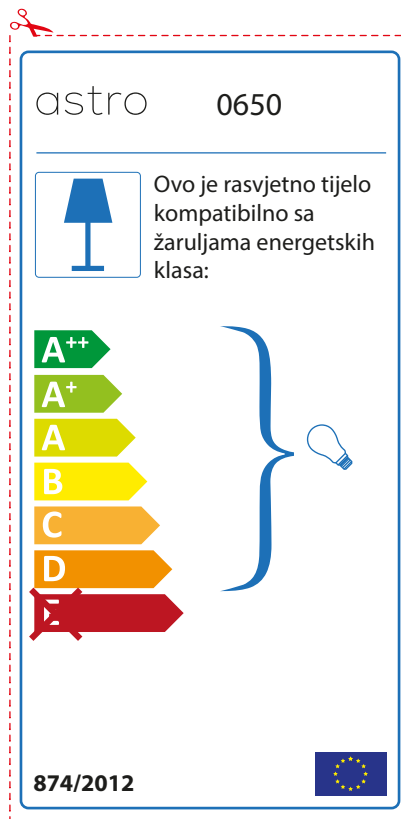 astro 0650
Ovo je rasvjetno tijelo
kompatibilno sa
žaruljama energetskih
klasa:
A++
A+
A
B
C
D
E
874/2012